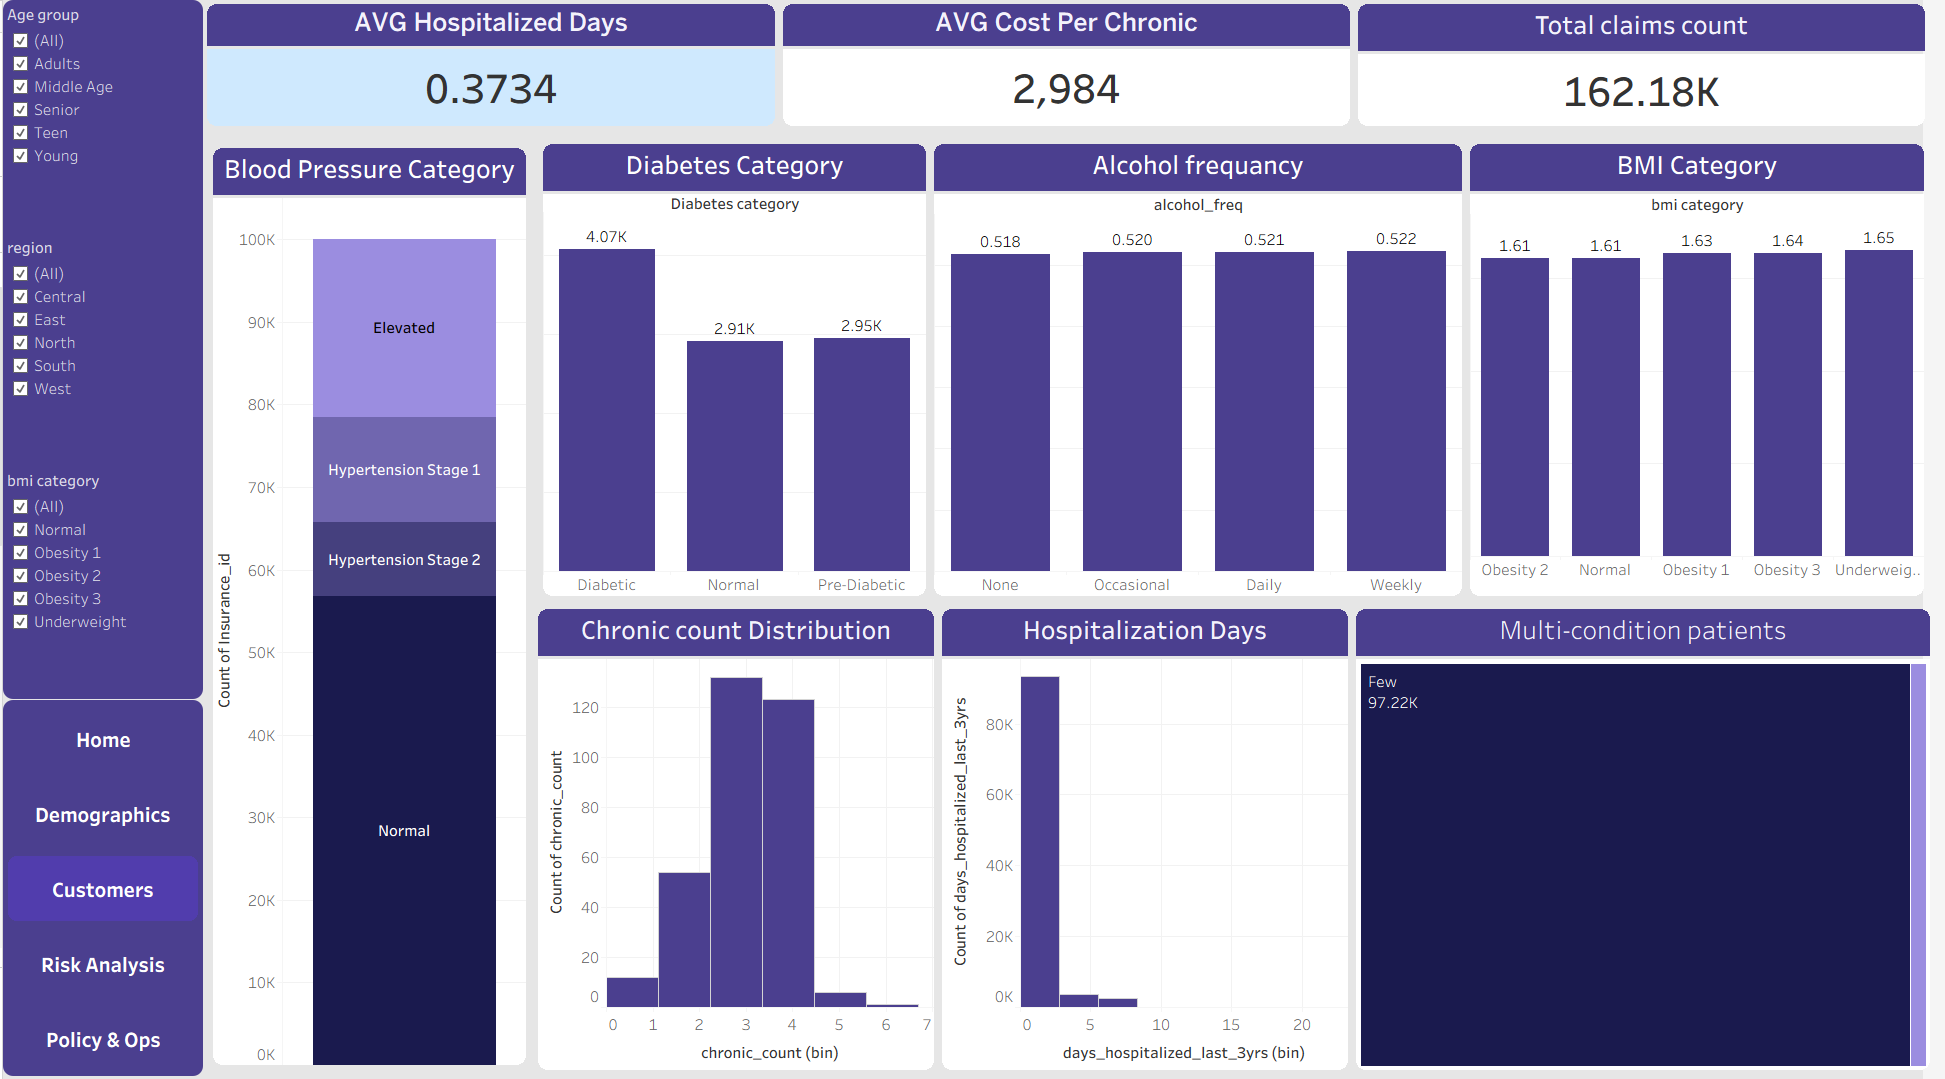 Age group
(All)
Adults
Middle Age
Senior
Teen
Young
region
(All)
Central
East
North
South
West
bmi category
(All)
Normal
Obesity 1
Obesity 2
Obesity 3
Underweight
Home
Demographics
Customers
Risk Analysis
Policy & Ops
AVG Hospitalized Days
0.3734
AVG Cost Per Chronic
2,984
Total claims count
162.18K
Blood Pressure Category
Count of Insurance_id
100K
90K
80K
70K
60K
50K
40K
30K
20K
10K
0K
Elevated
Hypertension Stage 1
Hypertension Stage 2
Normal
Diabetes Category
Diabetes category
4.07K
2.91K
2.95K
Diabetic
Normal
Pre-Diabetic
Alcohol frequancy
alcohol_freq
0.518
0.520
0.521
0.522
None
Occasional
Daily
Weekly
BMI Category
bmi category
1.61
1.61
1.63
1.64
1.65
Obesity 2
Normal
Obesity 1
Obesity 3
Underweig..
Chronic count Distribution
Count of chronic_count
120
100
80
60
40
20
0
0 1 2 3 4 5 6 7
chronic_count (bin)
Hospitalization Days
Count of days_hospitalized_last_3yrs
80K
60K
40K
20K
0K
0 5 10 15 20
days_hospitalized_last_3yrs (bin)
Multi-condition patients
Few
97.22K